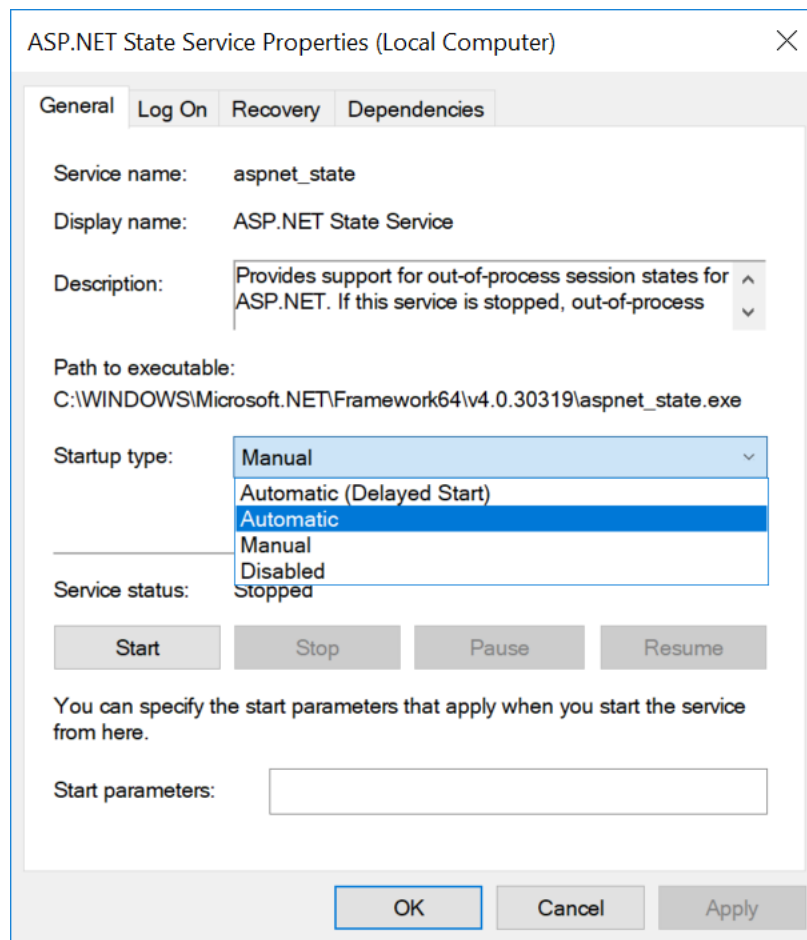 ASP.NET State Service Properties (Local Computer)
General Log On Recovery Dependencies
Service name: aspnet_state
Display name: ASP.NET State Service
Description: Provides support for out-of-process session states for
ASP.NET. If this service is stopped, out-of-process
Path to executable:
C:\WINDOWS\Microsoft.NET\Framework64\v4.0.30319\aspnet_state.exe
Startup type: Manual
Automatic (Delayed Start)
Automatic
Manual
Disabled
Service status: Stopped
Start Stop Pause Resume
You can specify the start parameters that apply when you start the service
from here.
Start parameters:
OK Cancel Apply